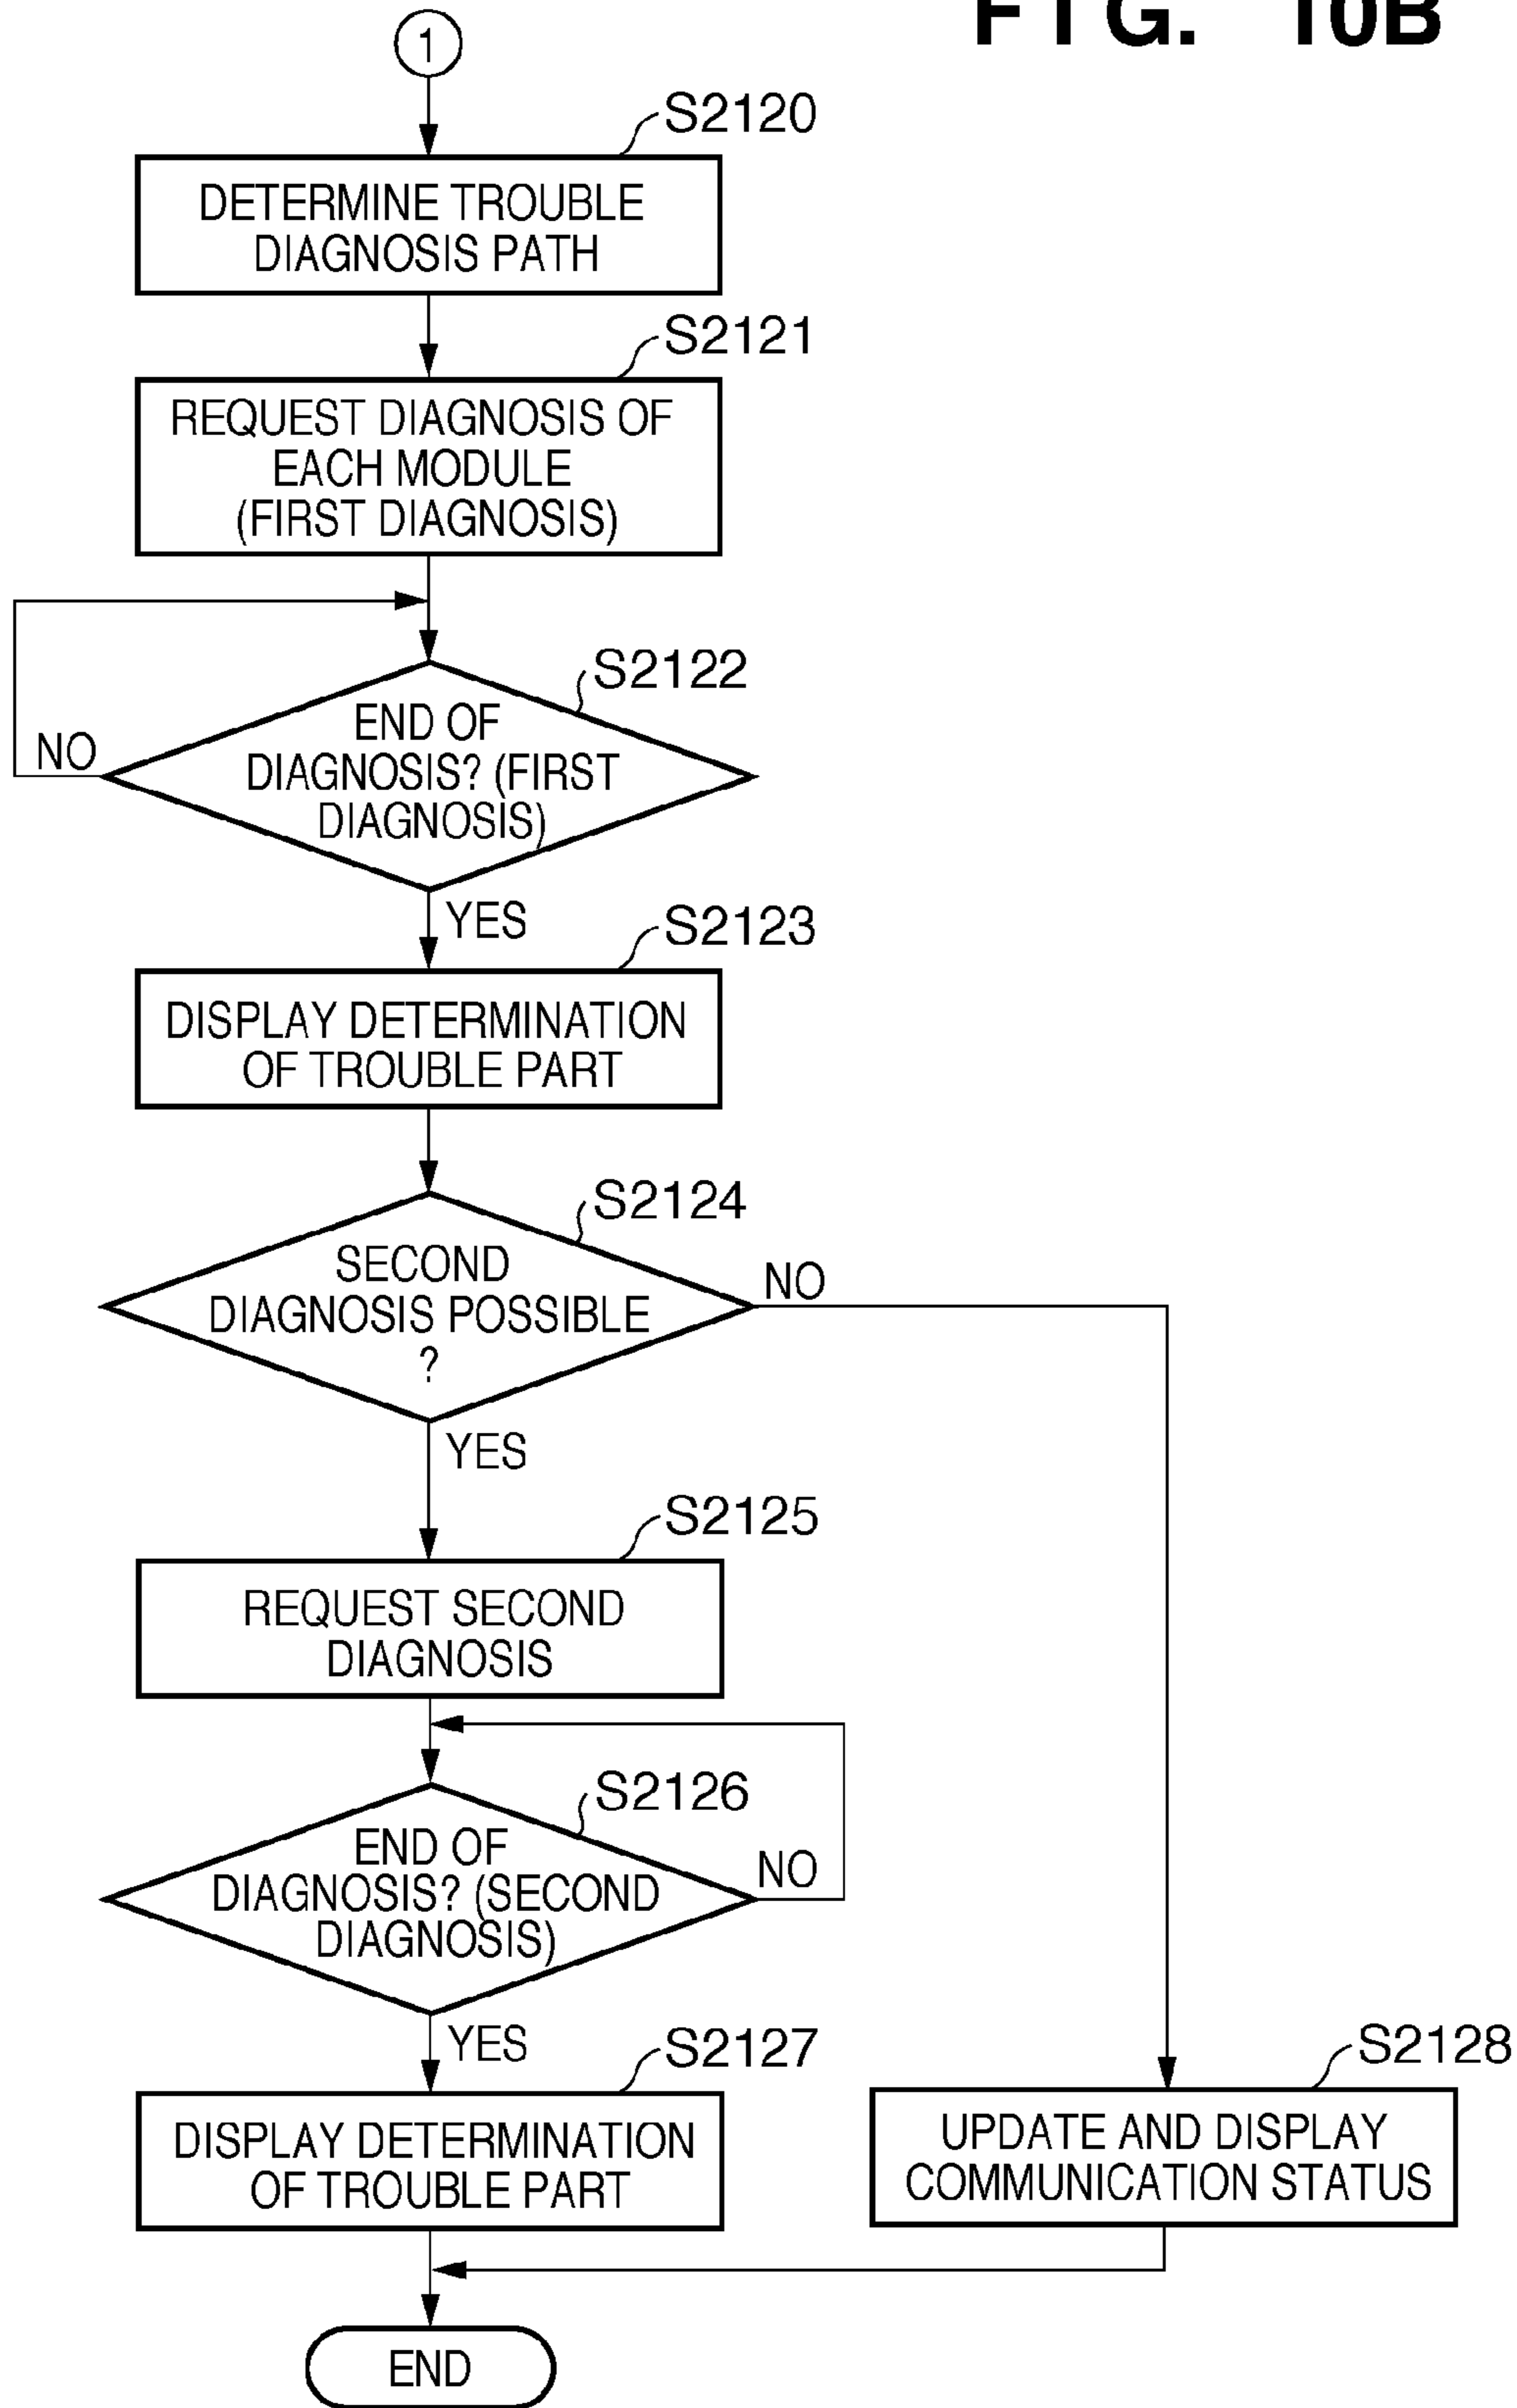 FIG. 10B
1
S2120
DETERMINE TROUBLE
DIAGNOSIS PATH
S2121
REQUEST DIAGNOSIS OF
EACH MODULE
(FIRST DIAGNOSIS)
S2122
END OF
DIAGNOSIS? (FIRST
DIAGNOSIS)
NO
YES
S2123
DISPLAY DETERMINATION
OF TROUBLE PART
S2124
SECOND
DIAGNOSIS POSSIBLE
?
NO
YES
S2125
REQUEST SECOND
DIAGNOSIS
S2126
END OF
DIAGNOSIS? (SECOND
DIAGNOSIS)
NO
YES
S2127
DISPLAY DETERMINATION
OF TROUBLE PART
S2128
UPDATE AND DISPLAY
COMMUNICATION STATUS
END